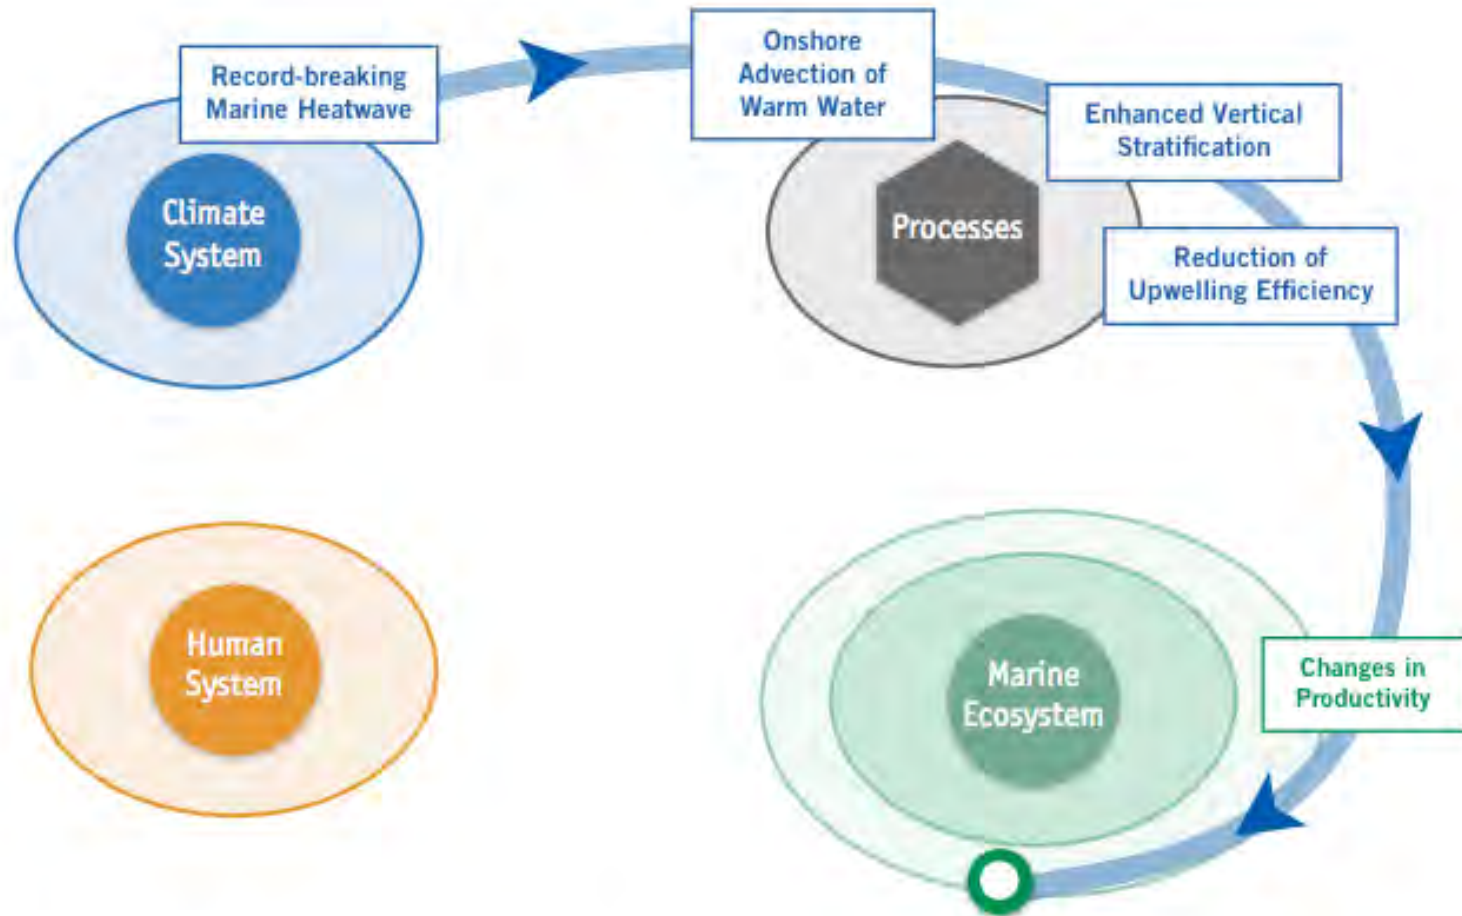 Record-breaking
Marine Heatwave
Onshore
Advection of
Warm Water
Enhanced Vertical
Stratification
Climate
System
Processes
Reduction of
Upwelling Efficiency
Human
System
Marine
Ecosystem
Changes in
Productivity